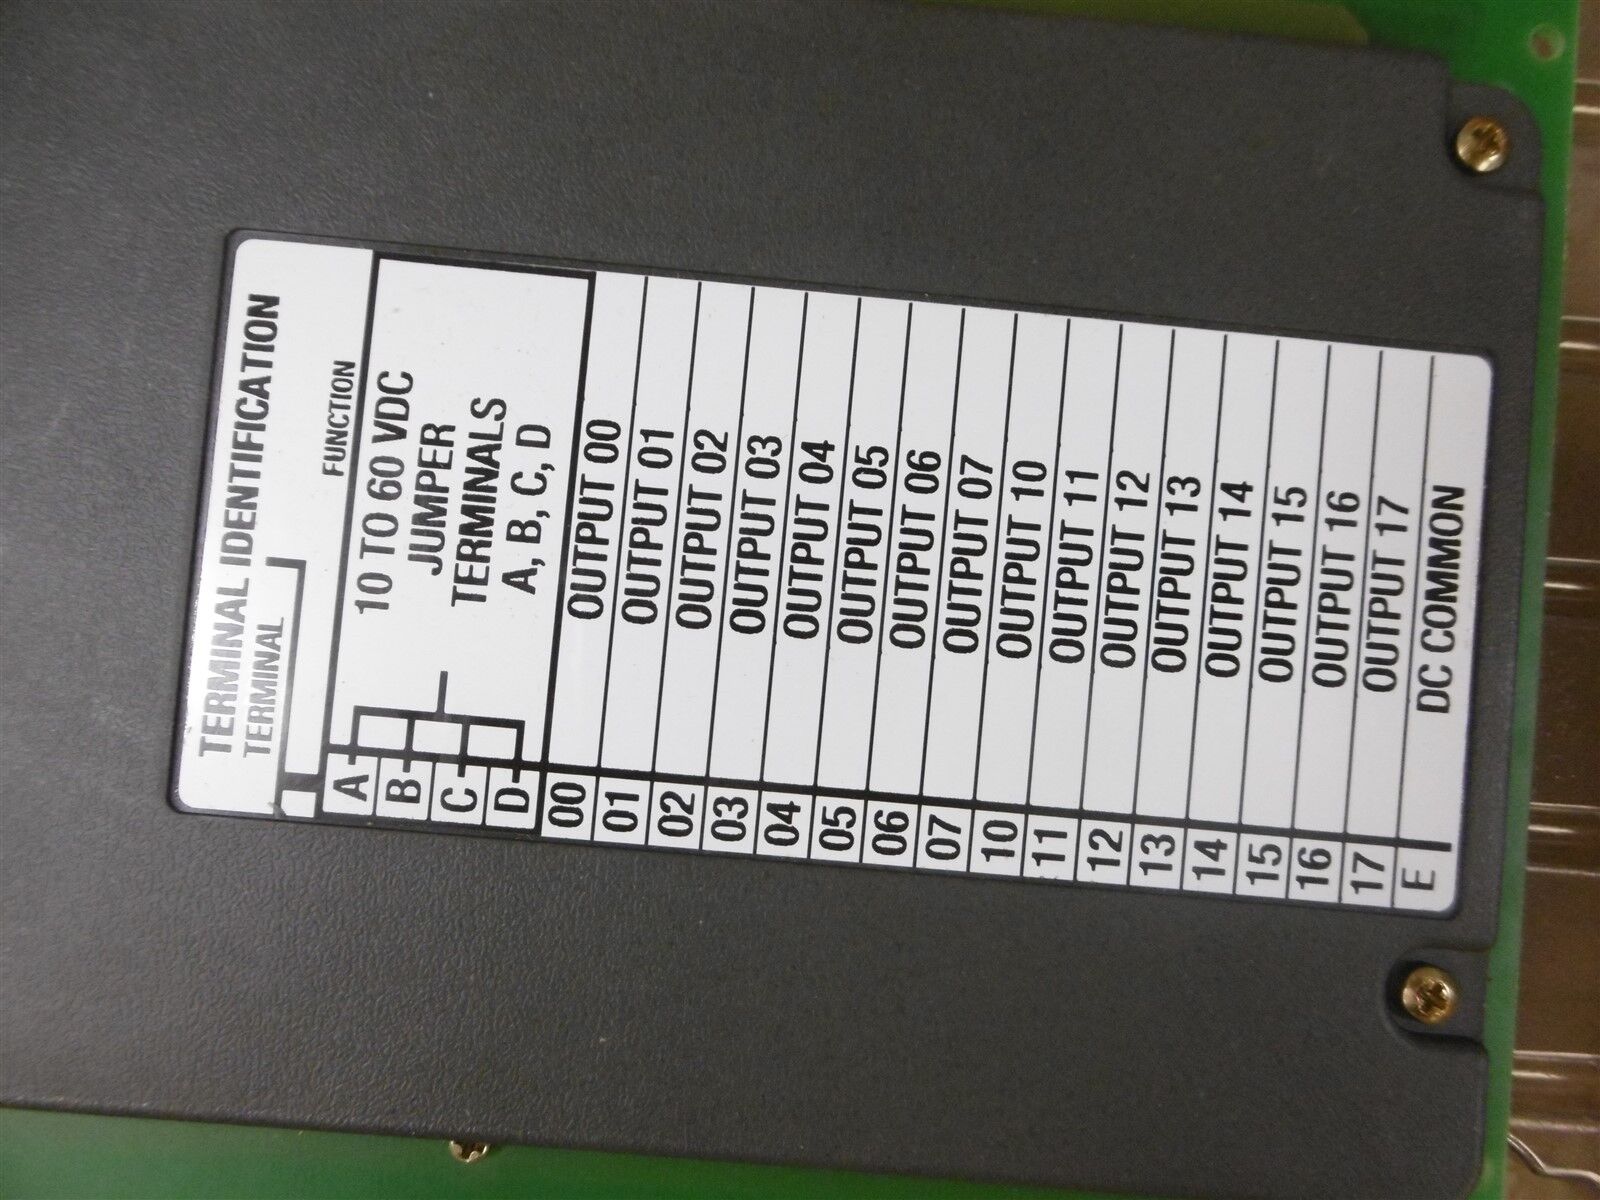 TERMINAL IDENTIFICATION
TERMINAL
FUNCTION
A
B
C
D
10 TO 60 VDC
JUMPER
TERMINALS
A, B, C, D
00 OUTPUT 00
01 OUTPUT 01
02 OUTPUT 02
03 OUTPUT 03
04 OUTPUT 04
05 OUTPUT 05
06 OUTPUT 06
07 OUTPUT 07
10 OUTPUT 10
11 OUTPUT 11
12 OUTPUT 12
13 OUTPUT 13
14 OUTPUT 14
15 OUTPUT 15
16 OUTPUT 16
17 OUTPUT 17
E DC COMMON